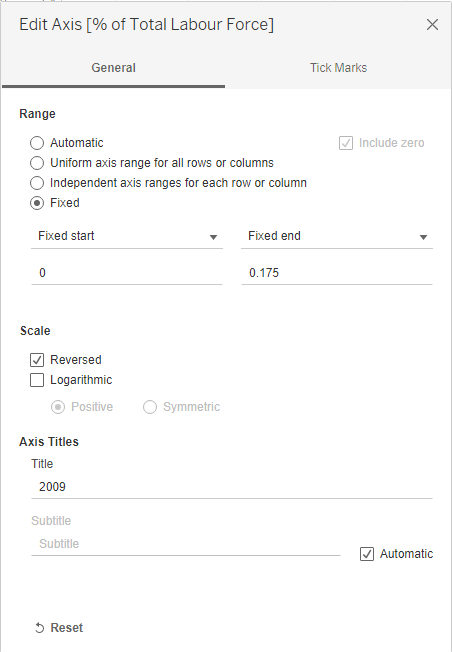 Edit Axis [% of Total Labour Force]
General Tick Marks
Range
Automatic Include zero
Uniform axis range for all rows or columns
Independent axis ranges for each row or column
Fixed
Fixed start Fixed end
0 0.175
Scale
Reversed
Logarithmic
Positive Symmetric
Axis Titles
Title
2009
Subtitle
Subtitle
Automatic
Reset